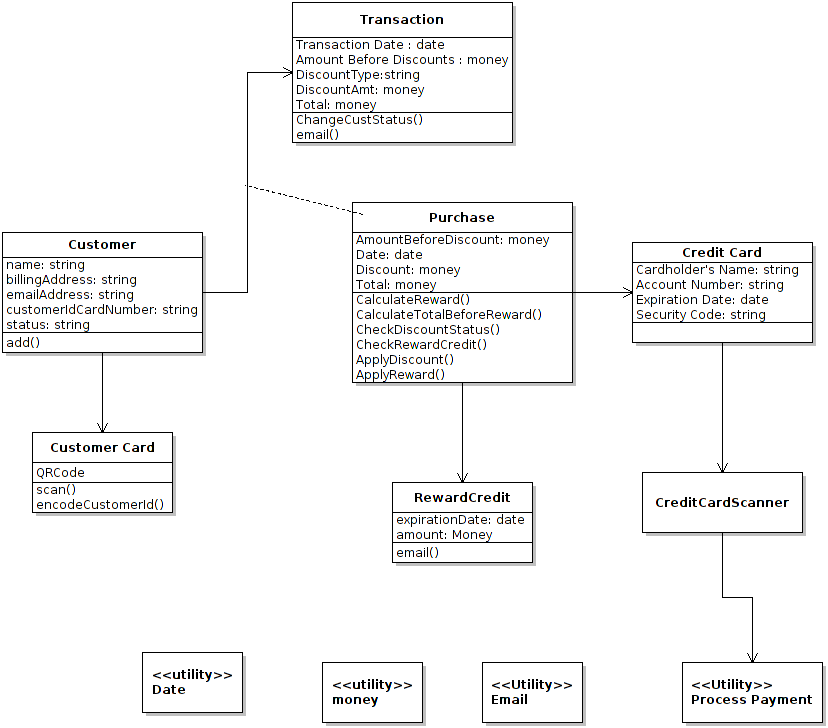 Transaction
Transaction Date : date
Amount Before Discounts : money
DiscountType:string
DiscountAmt: money
Total: money
ChangeCustStatus()
email()
Customer
name: string
billingAddress: string
emailAddress: string
customerIdCardNumber: string
status: string
add()
Purchase
AmountBeforeDiscount: money
Date: date
Discount: money
Total: money
CalculateReward()
CalculateTotalBeforeReward()
CheckDiscountStatus()
CheckRewardCredit()
ApplyDiscount()
ApplyReward()
Credit Card
Cardholder's Name: string
Account Number: string
Expiration Date: date
Security Code: string
Customer Card
QRCode
scan()
encodeCustomerId()
RewardCredit
expirationDate: date
amount: Money
email()
CreditCardScanner
<<utility>>
Date
<<utility>>
money
<<Utility>>
Email
<<Utility>>
Process Payment